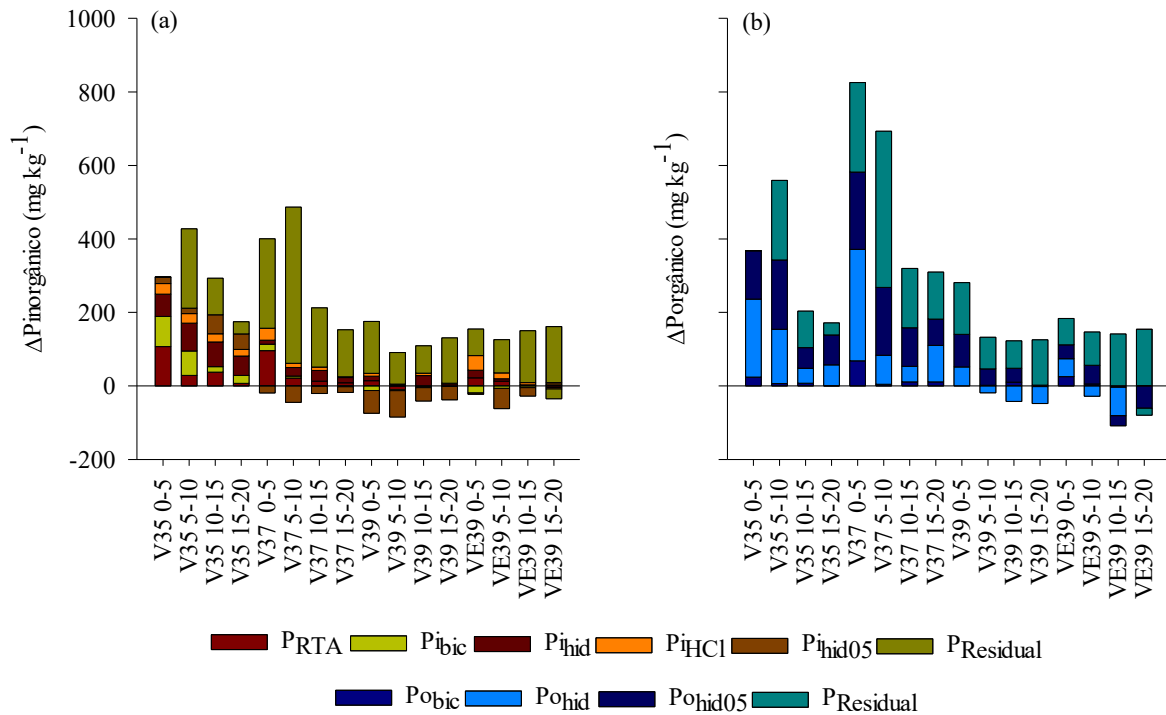 (a)
ΔPinorgânico (mg kg-1)
1000
800
600
400
200
0
-200
V35 0-5
V35 5-10
V35 10-15
V35 15-20
V37 0-5
V37 5-10
V37 10-15
V37 15-20
V39 0-5
V39 5-10
V39 10-15
V39 15-20
VE39 0-5
VE39 5-10
VE39 10-15
VE39 15-20
(b)
ΔPorgânico (mg kg-1)
V35 0-5
V35 5-10
V35 10-15
V35 15-20
V37 0-5
V37 5-10
V37 10-15
V37 15-20
V39 0-5
V39 5-10
V39 10-15
V39 15-20
VE39 0-5
VE39 5-10
VE39 10-15
VE39 15-20
PRTA Pibic Pihid PiHCl Pihid05 PResidual
Pobic Pohid Pohid05 PResidual